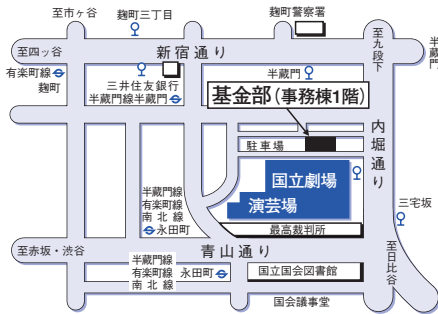 至市ヶ谷
麹町三丁目
麹町警察署
至九段下
至四ッ谷
新宿通り
半蔵門
有楽町線
麹町
三井住友銀行
半蔵門線半蔵門
半蔵門
基金部(事務棟1階)
内堀通り
駐車場
国立劇場
演芸場
半蔵門線
有楽町線
南北線
永田町
三宅坂
最高裁判所
至赤坂・渋谷
青山通り
至日比谷
半蔵門線
有楽町線 永田町
南北線
国立国会図書館
国会議事堂